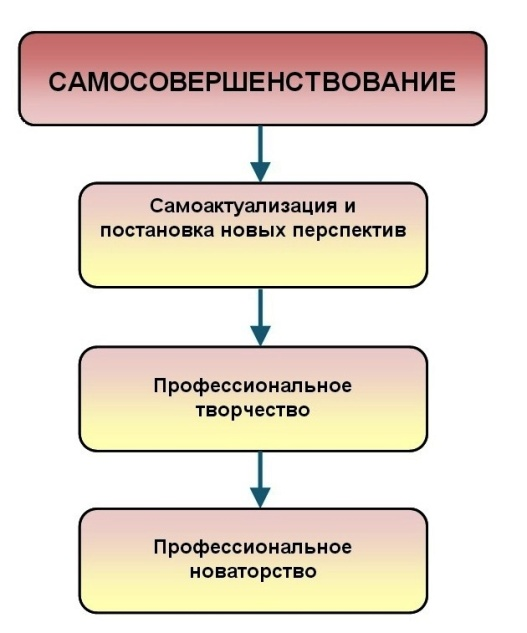 САМОСОВЕРШЕНСТВОВАНИЕ
Самоактуализация и
постановка новых перспектив
Профессиональное
творчество
Профессиональное
новаторство